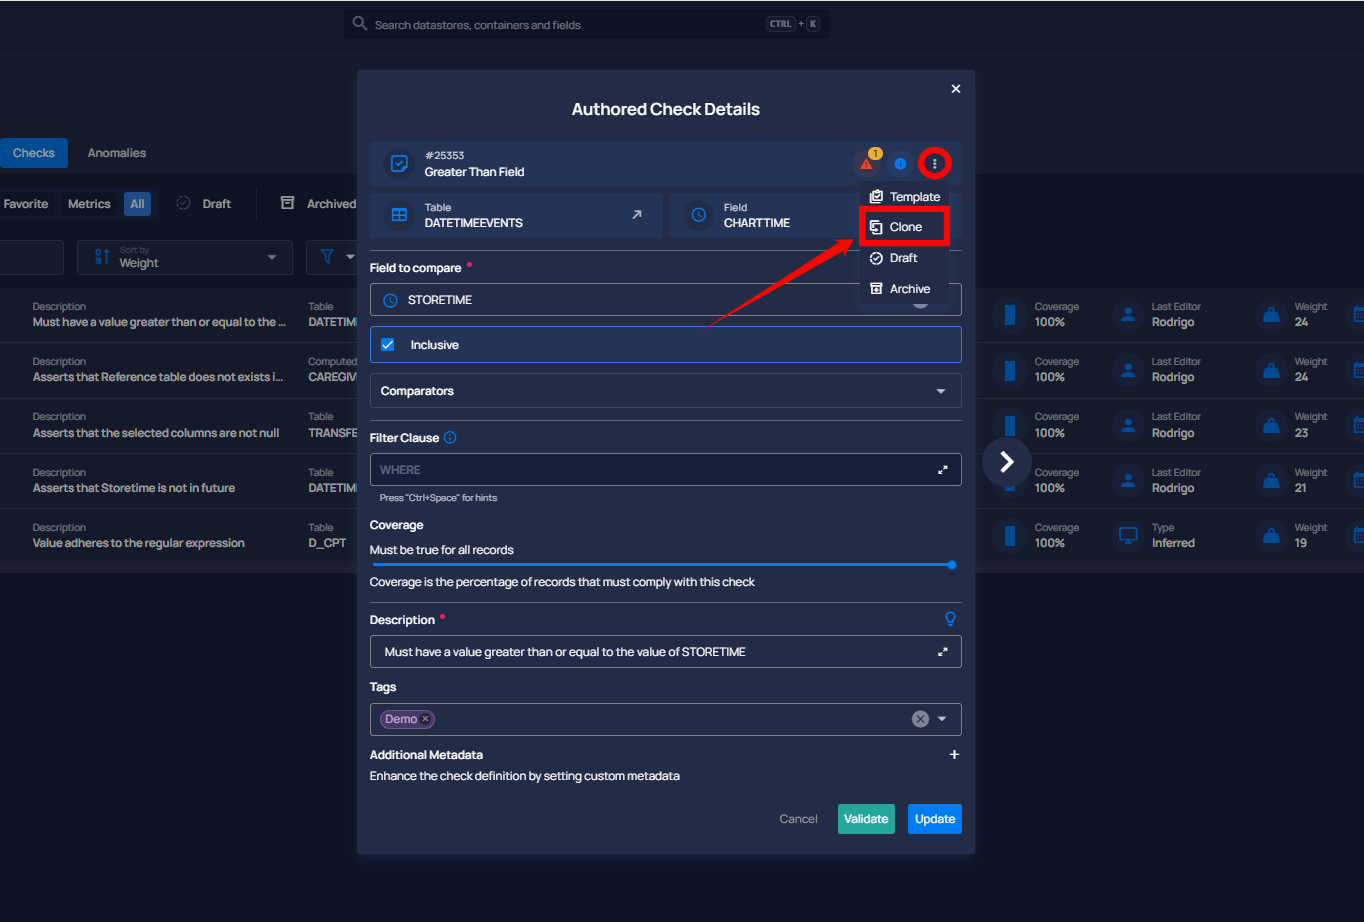 Search datastores, containers and fields CTRL + K
Authored Check Details
Checks Anomalies
#25353 1
Greater Than Field
Favorite Metrics All Draft Archived
Table
DATETIMEEVENTS
Field
CHARTTIME
Template
Clone
Draft
Archive
Sort by
Weight
Field to compare *
STORETIME
Inclusive
Comparators
Filter Clause
WHERE
Press "Ctrl+Space" for hints
Coverage
Must be true for all records
Coverage is the percentage of records that must comply with this check
Description *
Must have a value greater than or equal to the value of STORETIME
Tags
Demo
Additional Metadata +
Enhance the check definition by setting custom metadata
Cancel Validate Update
Description Table Coverage Last Editor Weight
Must have a value greater than or equal to the ... DATETIM 100% Rodrigo 24
Description Computed Coverage Last Editor Weight
Asserts that Reference table does not exists i... CAREGIV 100% Rodrigo 24
Description Table Coverage Last Editor Weight
Asserts that the selected columns are not null TRANSFE 100% Rodrigo 23
Description Table Coverage Last Editor Weight
Asserts that Storetime is not in future DATETIM 100% Rodrigo 21
Description Table Coverage Type Weight
Value adheres to the regular expression D_CPT 100% Inferred 19